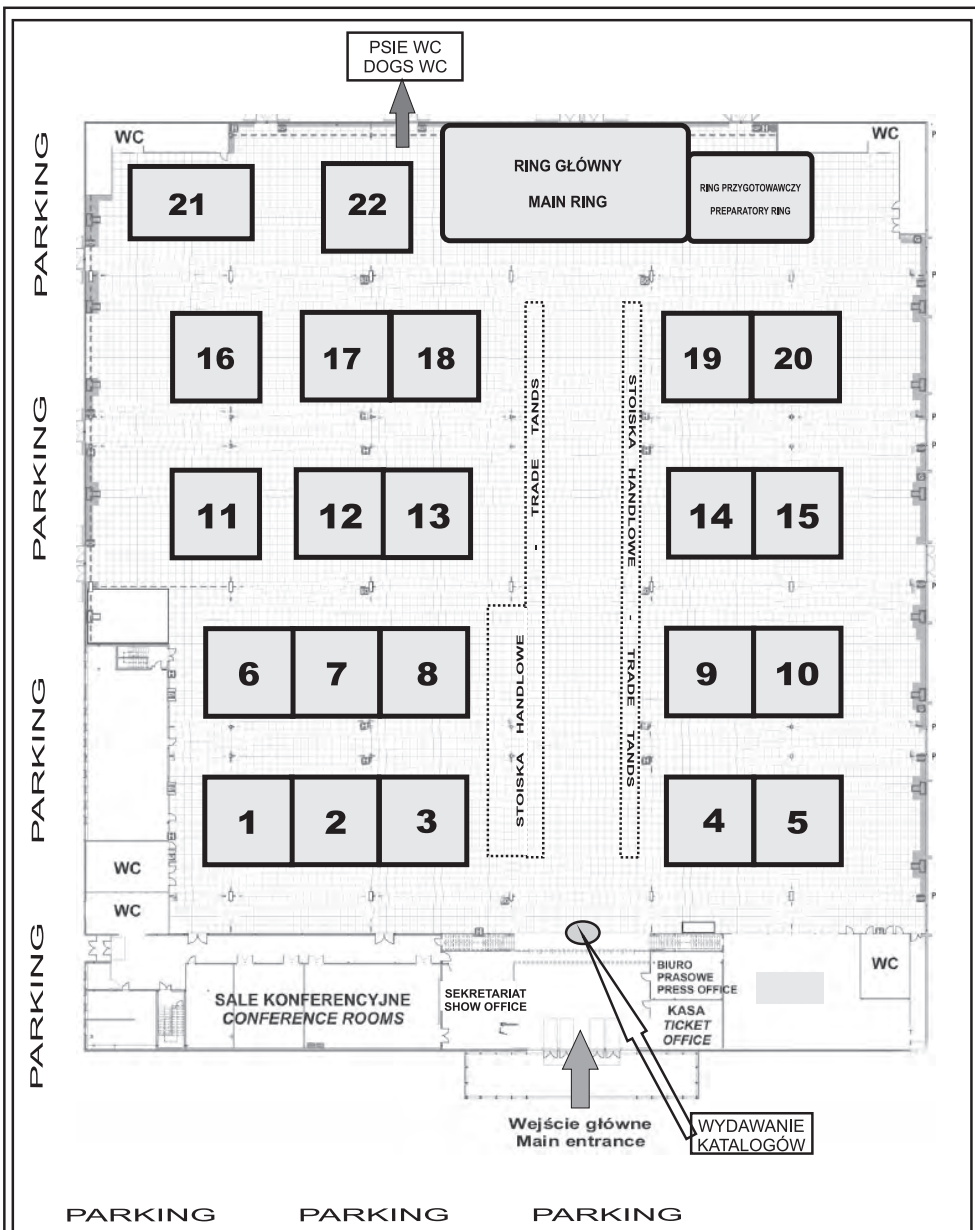 PSIE WC
DOGS WC
WC
WC
RING GŁÓWNY
MAIN RING
RING PRZYGOTOWAWCZY
PREPARATORY RING
21
22
PARKING
16
17
18
19
20
PARKING
11
12
13
14
15
STOISKA HANDLOWE - TRADE TANDS
STOISKA HANDLOWE - TRADE TANDS
6
7
8
9
10
PARKING
1
2
3
4
5
WC
WC
PARKING
SALE KONFERENCYJNE
CONFERENCE ROOMS
SEKRETARIAT
SHOW OFFICE
BIURO
PRASOWE
PRESS OFFICE
KASA
TICKET
OFFICE
WC
Wejście główne
Main entrance
WYDAWANIE
KATALOGÓW
PARKING PARKING PARKING